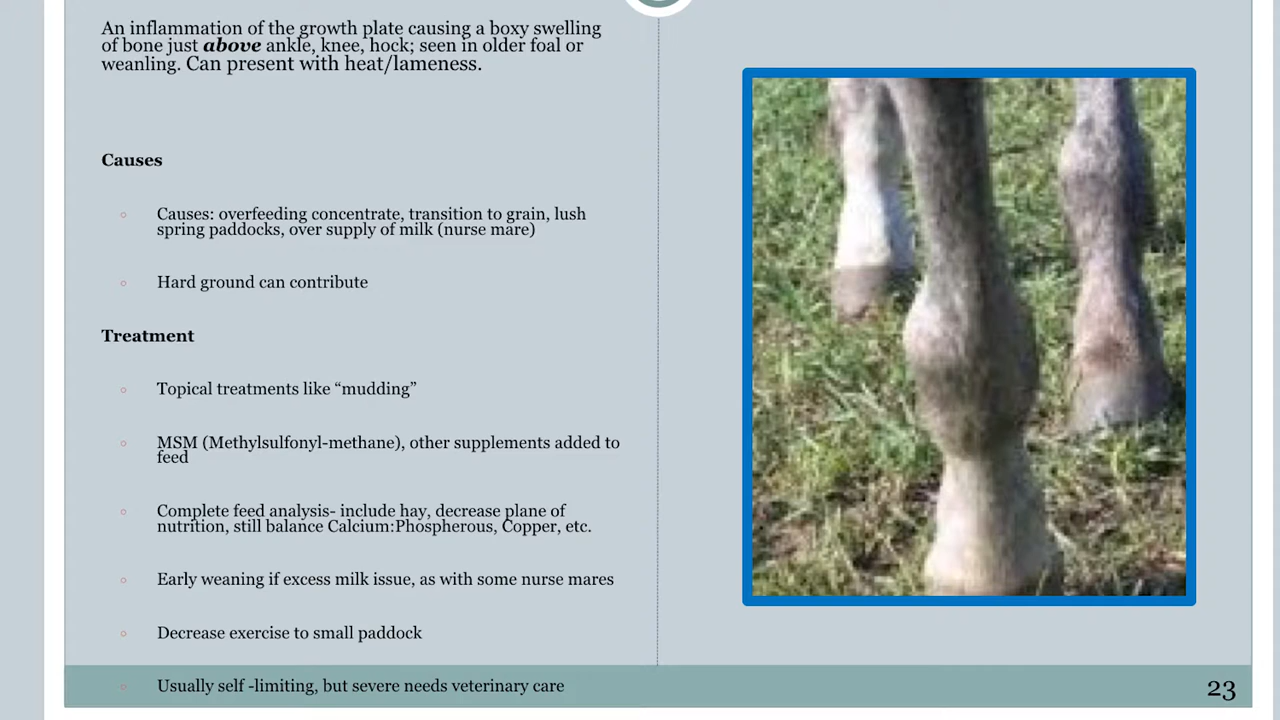 An inflammation of the growth plate causing a boxy swelling
of bone just above ankle, knee, hock; seen in older foal or
weanling. Can present with heat/lameness.
Causes
Causes: overfeeding concentrate, transition to grain, lush
spring paddocks, over supply of milk (nurse mare)
Hard ground can contribute
Treatment
Topical treatments like “mudding”
MSM (Methylsulfonyl-methane), other supplements added to
feed
Complete feed analysis- include hay, decrease plane of
nutrition, still balance Calcium:Phospherous, Copper, etc.
Early weaning if excess milk issue, as with some nurse mares
Decrease exercise to small paddock
Usually self -limiting, but severe needs veterinary care
23